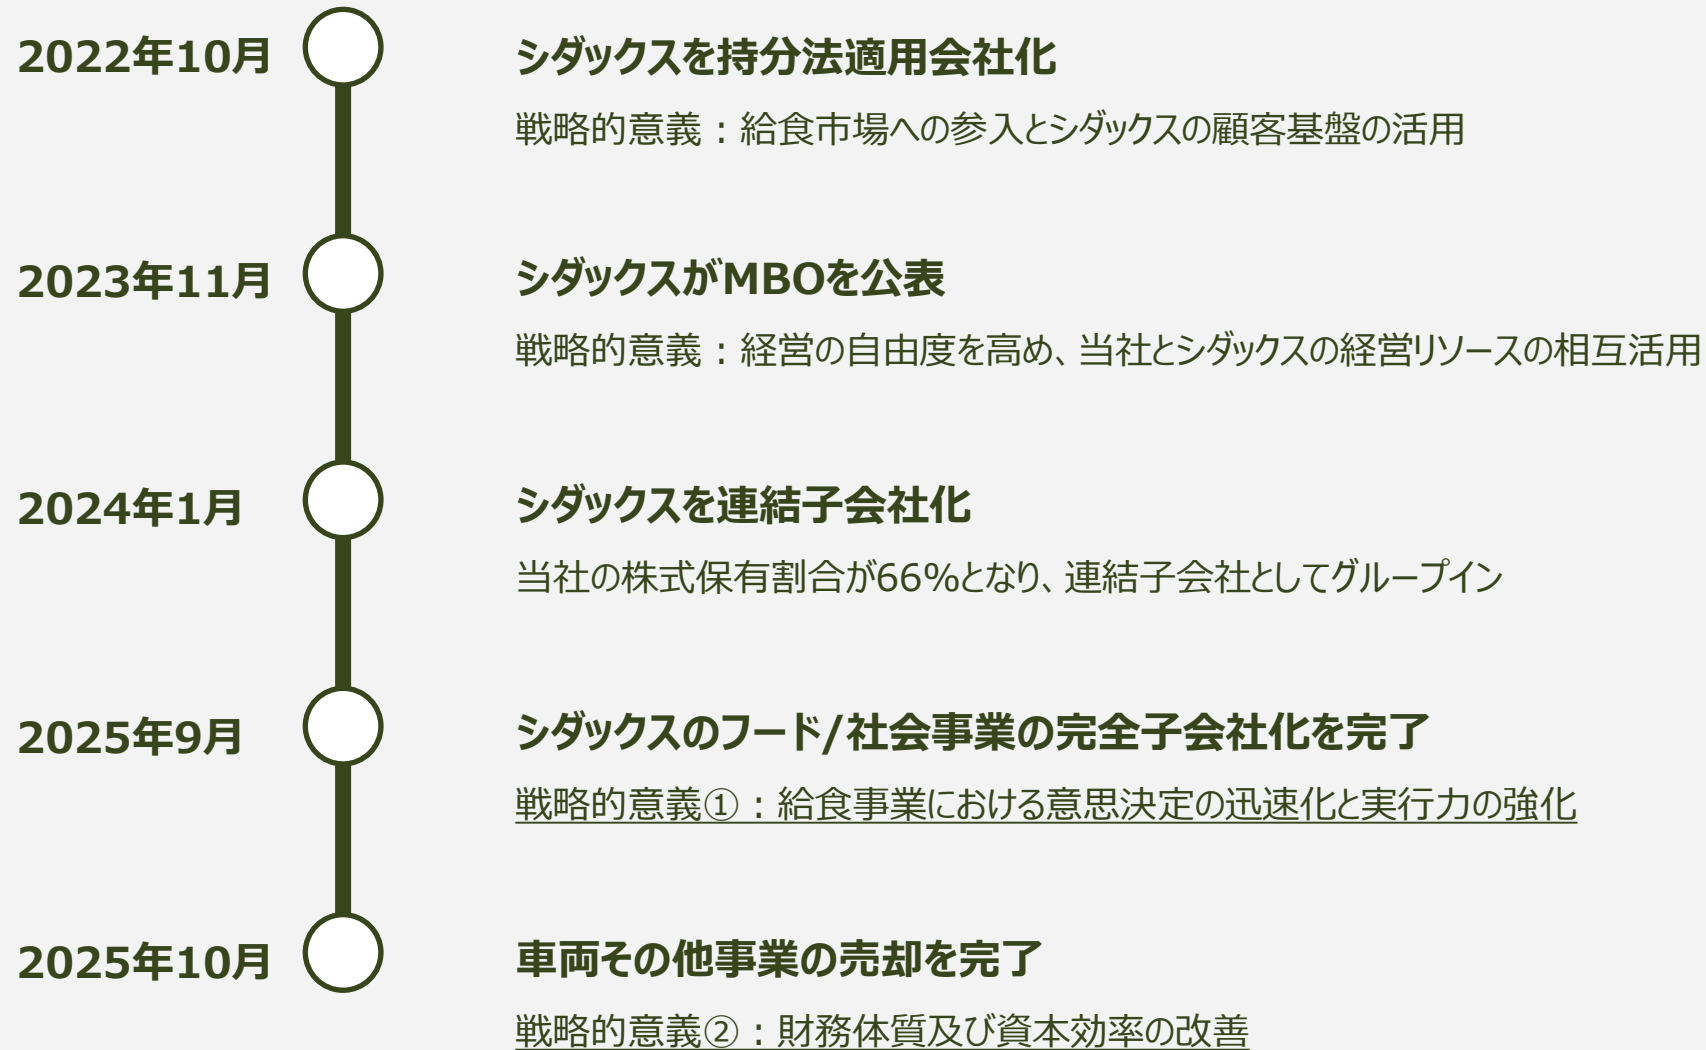 2022年10月
シダックスを持分法適用会社化
戦略的意義：給食市場への参入とシダックスの顧客基盤の活用
2023年11月
シダックスがMBOを公表
戦略的意義：経営の自由度を高め、当社とシダックスの経営リソースの相互活用
2024年1月
シダックスを連結子会社化
当社の株式保有割合が66%となり、連結子会社としてグループイン
2025年9月
シダックスのフード/社会事業の完全子会社化を完了
戦略的意義①：給食事業における意思決定の迅速化と実行力の強化
2025年10月
車両その他事業の売却を完了
戦略的意義②：財務体質及び資本効率の改善